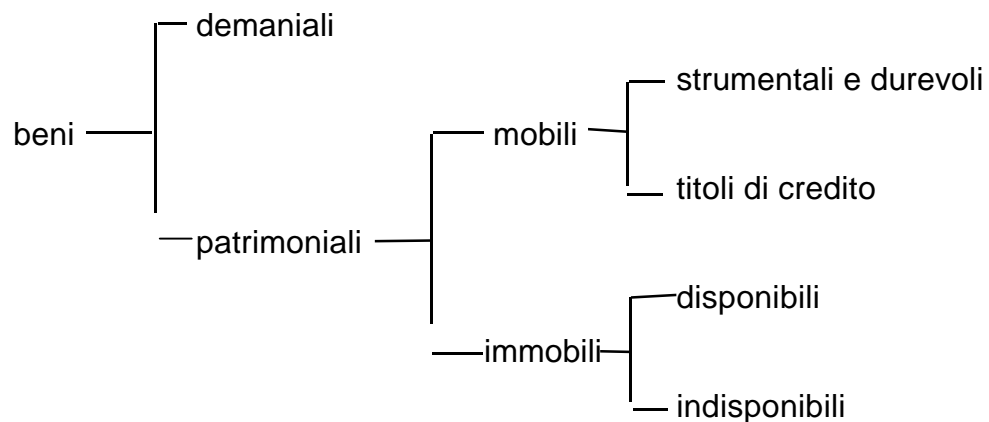 demaniali
strumentali e durevoli
beni
mobili
titoli di credito
patrimoniali
disponibili
immobili
indisponibili